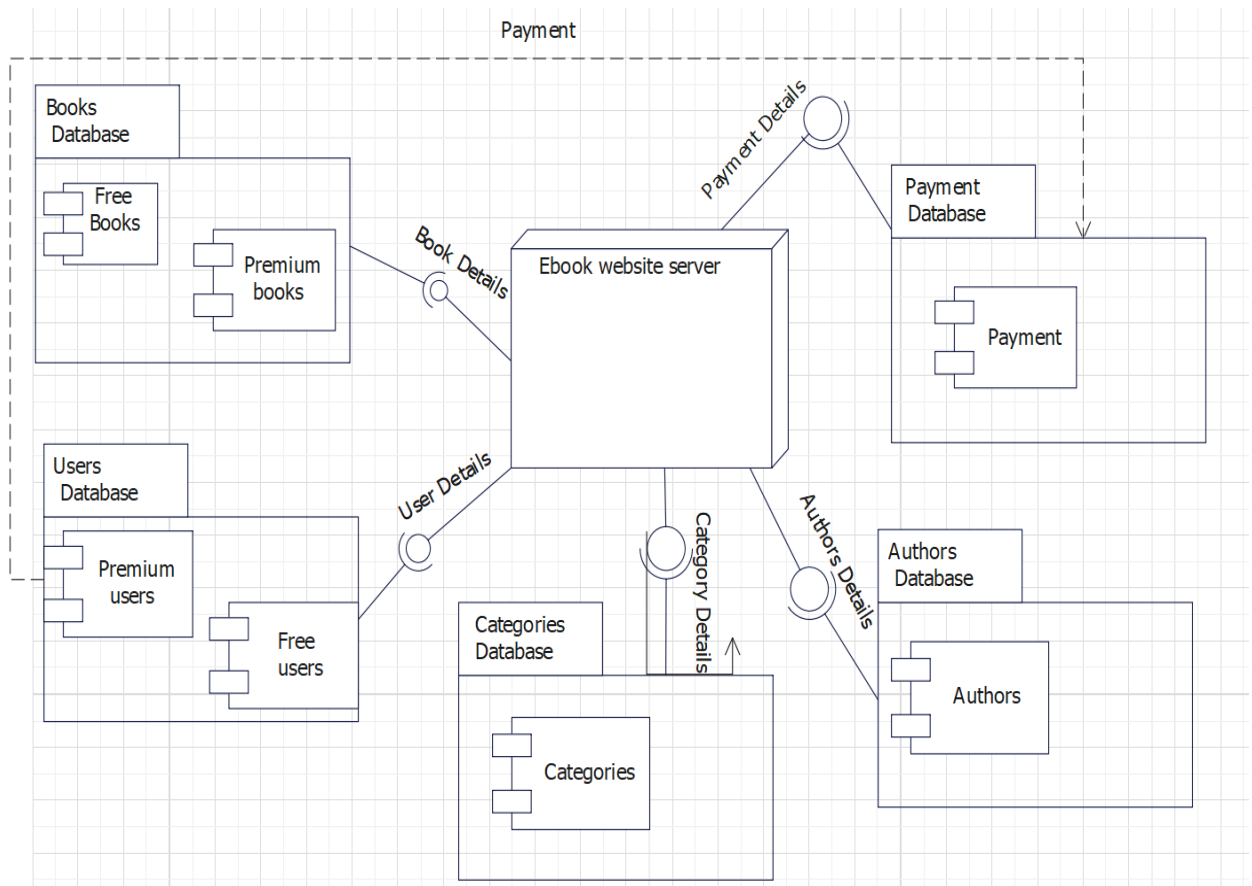 Payment
Books
Database
Free
Books
Premium
books
Book Details
Ebook website server
Payment Details
Payment
Database
Payment
Users
Database
Premium
users
Free
users
User Details
Category Details
Categories
Database
Categories
Authors Details
Authors
Database
Authors